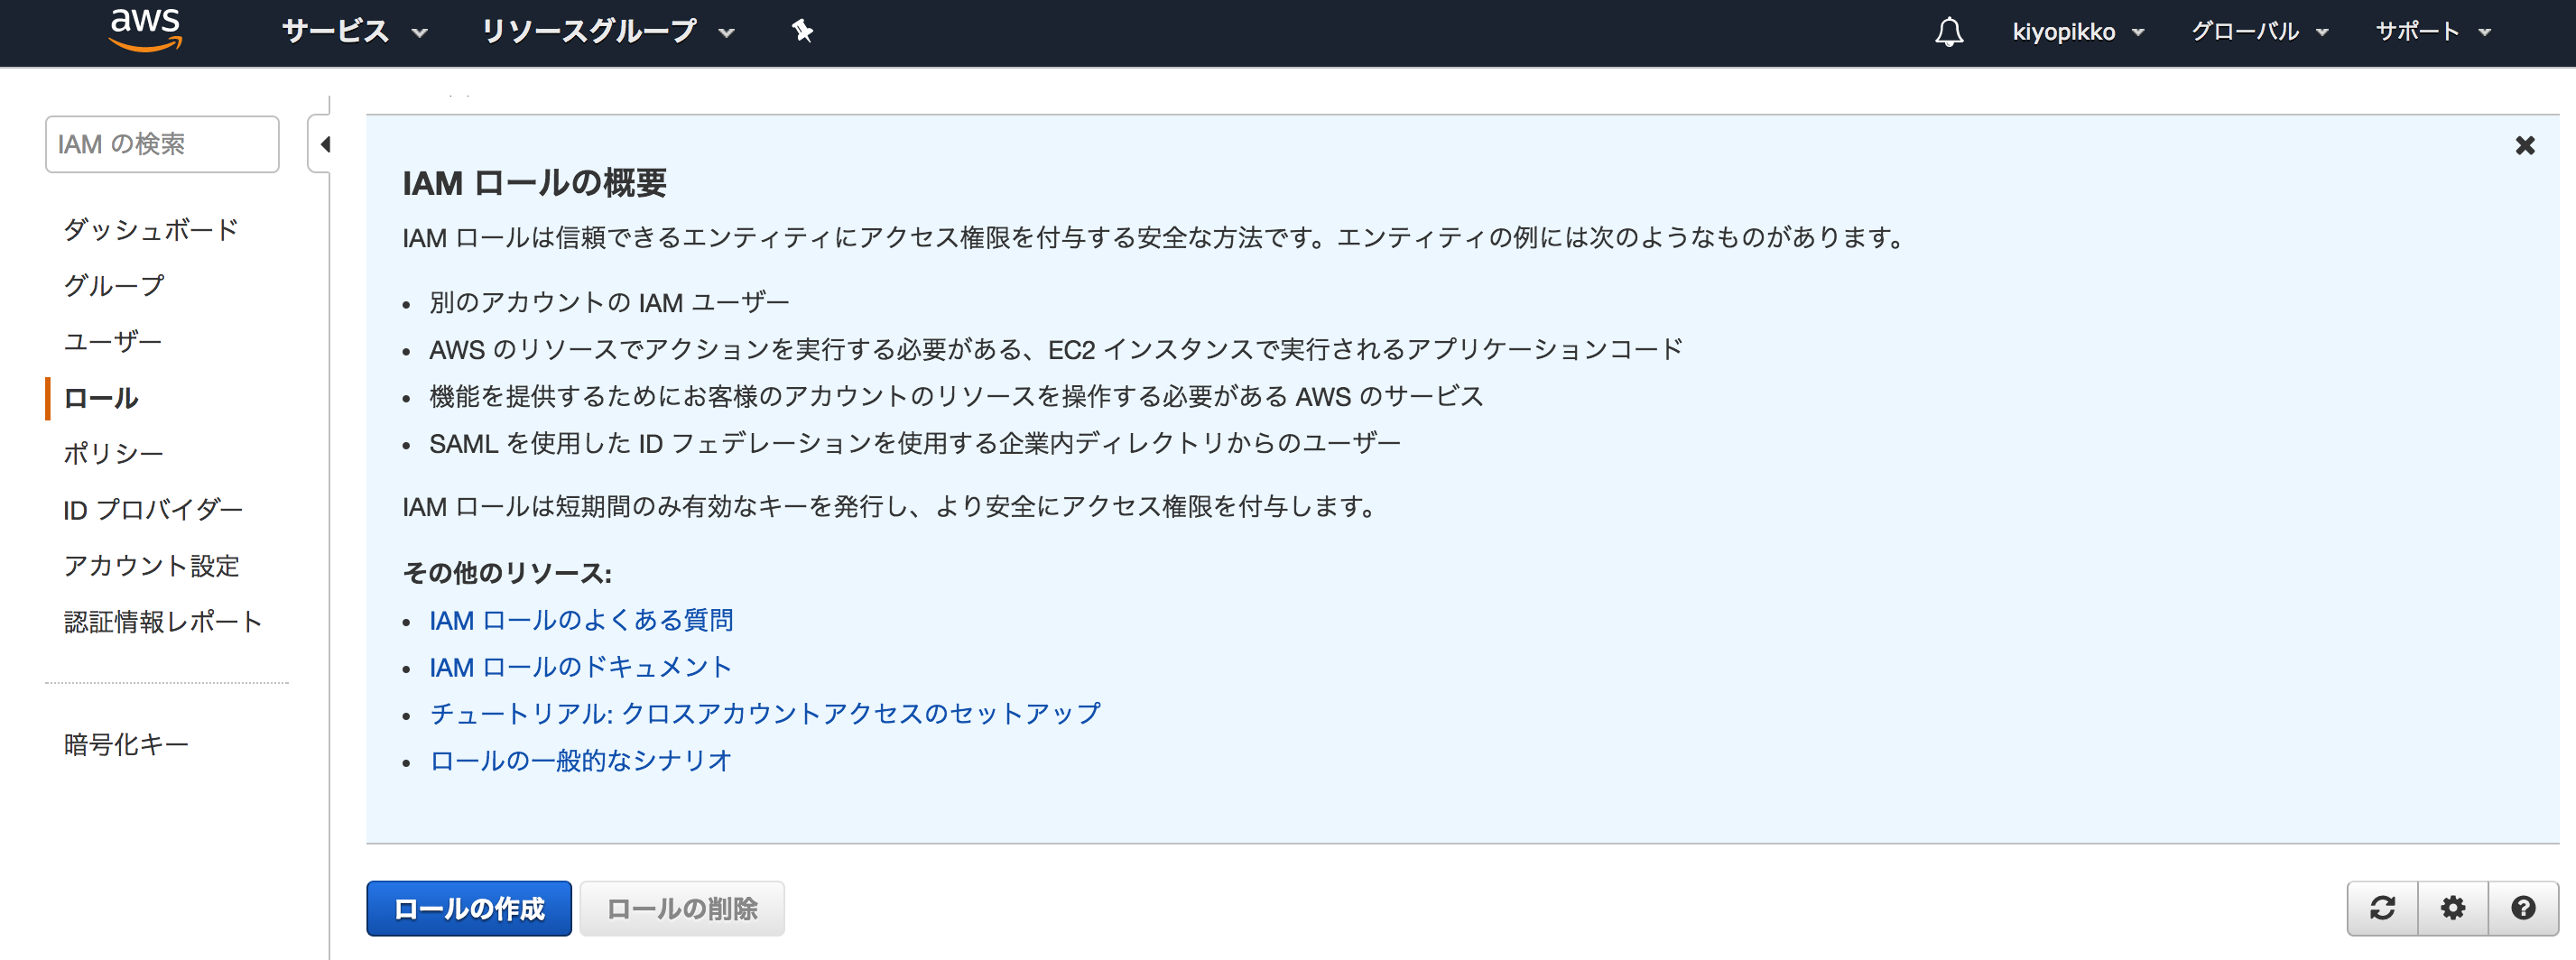 aws サービス リソースグループ kiyopikko グローバル サポート
IAM の検索
ダッシュボード
グループ
ユーザー
ロール
ポリシー
ID プロバイダー
アカウント設定
認証情報レポート
暗号化キー
IAM ロールの概要
IAM ロールは信頼できるエンティティにアクセス権限を付与する安全な方法です。エンティティの例には次のようなものがあります。
• 別のアカウントの IAM ユーザー
• AWS のリソースでアクションを実行する必要がある、EC2 インスタンスで実行されるアプリケーションコード
• 機能を提供するためにお客様のアカウントのリソースを操作する必要がある AWS のサービス
• SAML を使用した ID フェデレーションを使用する企業内ディレクトリからのユーザー
IAM ロールは短期間のみ有効なキーを発行し、より安全にアクセス権限を付与します。
その他のリソース:
• IAM ロールのよくある質問
• IAM ロールのドキュメント
• チュートリアル: クロスアカウントアクセスのセットアップ
• ロールの一般的なシナリオ
ロールの作成 ロールの削除